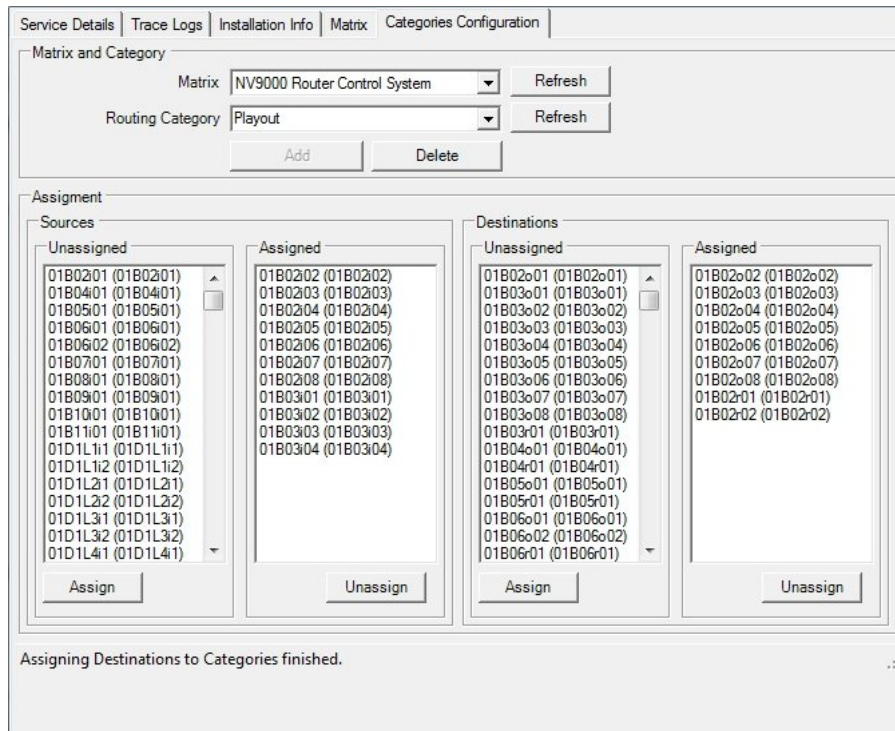 Service Details Trace Logs Installation Info Matrix Categories Configuration
Matrix and Category
Matrix NV9000 Router Control System Refresh
Routing Category Playout Refresh
Add Delete
Assigment
Sources
Unassigned
01B02i01 (01B02i01)
01B04i01 (01B04i01)
01B05i01 (01B05i01)
01B06i01 (01B06i01)
01B06i02 (01B06i02)
01B07i01 (01B07i01)
01B08i01 (01B08i01)
01B09i01 (01B09i01)
01B10i01 (01B10i01)
01B11i01 (01B11i01)
01D1L1i1 (01D1L1i1)
01D1L1i2 (01D1L1i2)
01D1L2i1 (01D1L2i1)
01D1L2i2 (01D1L2i2)
01D1L3i1 (01D1L3i1)
01D1L3i2 (01D1L3i2)
01D1L4i1 (01D1L4i1)
Assign
Assigned
01B02i02 (01B02i02)
01B02i03 (01B02i03)
01B02i04 (01B02i04)
01B02i05 (01B02i05)
01B02i06 (01B02i06)
01B02i07 (01B02i07)
01B02i08 (01B02i08)
01B03i01 (01B03i01)
01B03i02 (01B03i02)
01B03i03 (01B03i03)
01B03i04 (01B03i04)
Unassign
Destinations
Unassigned
01B02o01 (01B02o01)
01B03o01 (01B03o01)
01B03o02 (01B03o02)
01B03o03 (01B03o03)
01B03o04 (01B03o04)
01B03o05 (01B03o05)
01B03o06 (01B03o06)
01B03o07 (01B03o07)
01B03o08 (01B03o08)
01B03r01 (01B03r01)
01B04o01 (01B04o01)
01B04r01 (01B04r01)
01B05o01 (01B05o01)
01B05r01 (01B05r01)
01B06o01 (01B06o01)
01B06o02 (01B06o02)
01B06r01 (01B06r01)
Assign
Assigned
01B02o02 (01B02o02)
01B02o03 (01B02o03)
01B02o04 (01B02o04)
01B02o05 (01B02o05)
01B02o06 (01B02o06)
01B02o07 (01B02o07)
01B02o08 (01B02o08)
01B02r01 (01B02r01)
01B02r02 (01B02r02)
Unassign
Assigning Destinations to Categories finished.